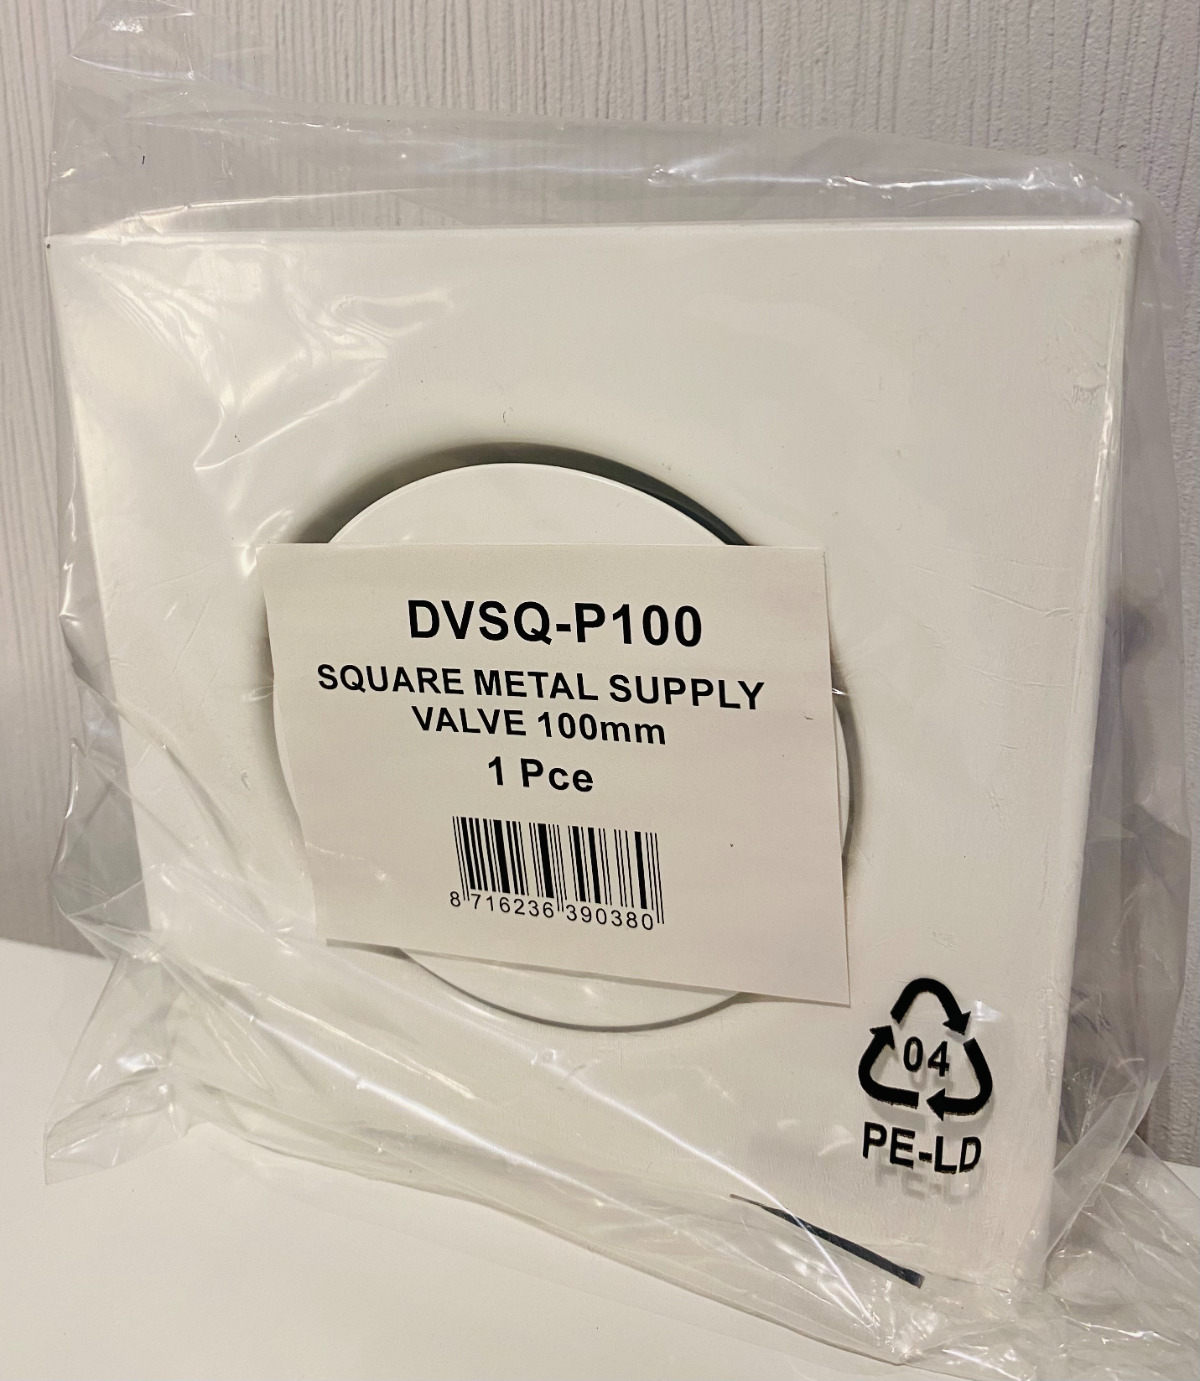 DVSQ-P100
SQUARE METAL SUPPLY
VALVE 100mm
1 Pce
8 716236 390380
04
PE-LD